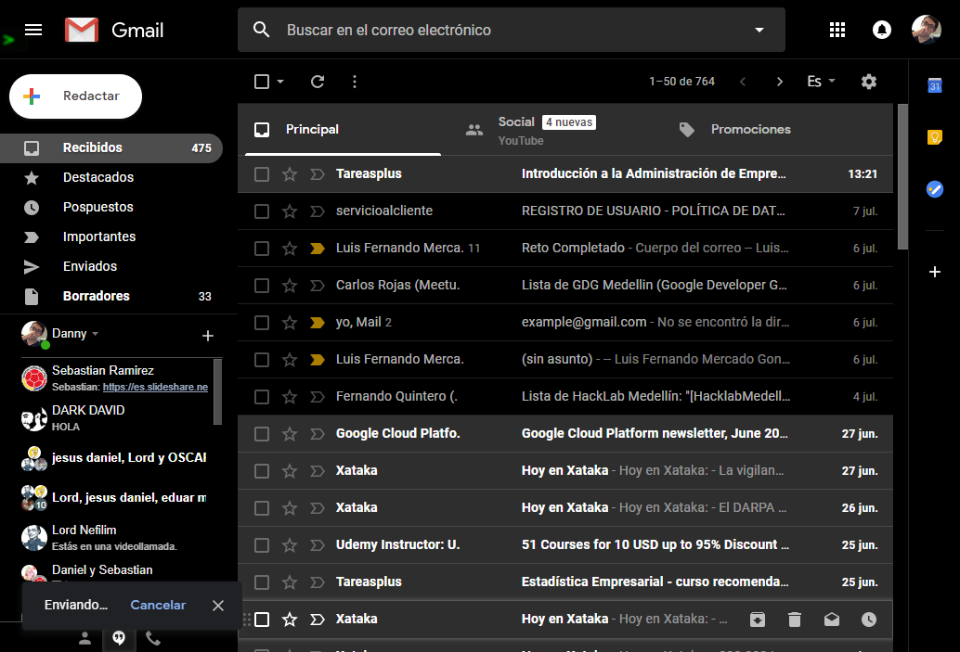 Gmail
Buscar en el correo electrónico
Redactar
1–50 de 764
Es
31
Principal
Social 4 nuevas
YouTube
Promociones
Recibidos 475
Destacados
Pospuestos
Importantes
Enviados
Borradores 33
Danny
Sebastian Ramirez
Sebastian: https://es.slideshare.ne
DARK DAVID
HOLA
jesus daniel, Lord y OSCAR
Lord, jesus daniel, eduar m
10
Lord Nefilim
Estás en una videollamada.
Daniel y Sebastian
Enviando... Cancelar
Tareasplus Introducción a la Administración de Empre... 13:21
servicioalcliente REGISTRO DE USUARIO - POLÍTICA DE DAT... 7 jul.
Luis Fernando Merca. 11 Reto Completado - Cuerpo del correo -- Luis... 6 jul.
Carlos Rojas (Meetu. Lista de GDG Medellin (Google Developer G... 6 jul.
yo, Mail 2 example@gmail.com - No se encontró la dir... 6 jul.
Luis Fernando Merca. (sin asunto) - -- Luis Fernando Mercado Gon... 6 jul.
Fernando Quintero (. Lista de HackLab Medellín: "[HacklabMedell... 4 jul.
Google Cloud Platfo. Google Cloud Platform newsletter, June 20... 27 jun.
Xataka Hoy en Xataka - Hoy en Xataka: - La vigilan... 27 jun.
Xataka Hoy en Xataka - Hoy en Xataka: - El DARPA ... 26 jun.
Udemy Instructor: U. 51 Courses for 10 USD up to 95% Discount ... 25 jun.
Tareasplus Estadística Empresarial - curso recomenda... 25 jun.
Xataka Hoy en Xataka - Hoy en Xataka: - ...